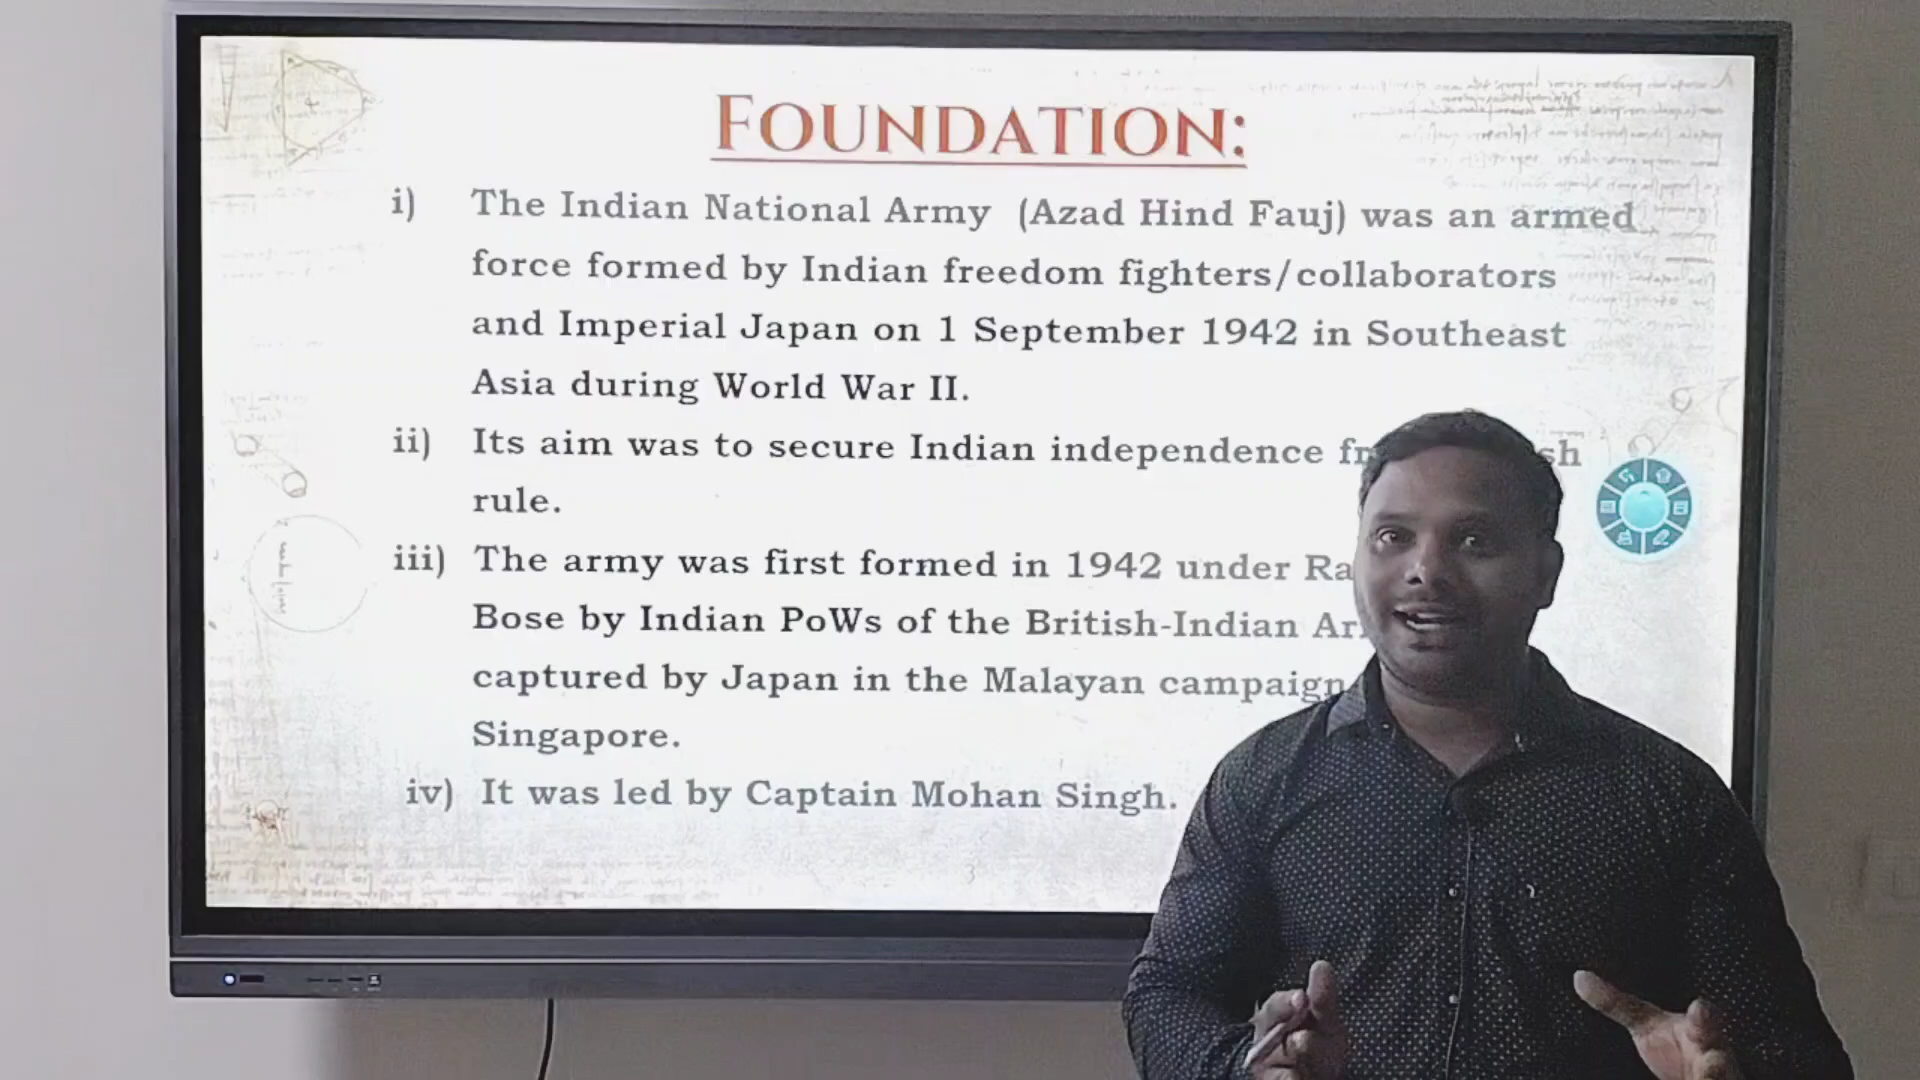 FOUNDATION:
i) The Indian National Army (Azad Hind Fauj) was an armed
force formed by Indian freedom fighters/collaborators
and Imperial Japan on 1 September 1942 in Southeast
Asia during World War II.
ii) Its aim was to secure Indian independence
rule.
iii) The army was first formed in 1942 under
Bose by Indian PoWs of the British-Indian
captured by Japan in the Malayan campaign
Singapore.
iv) It was led by Captain Mohan Singh.
3